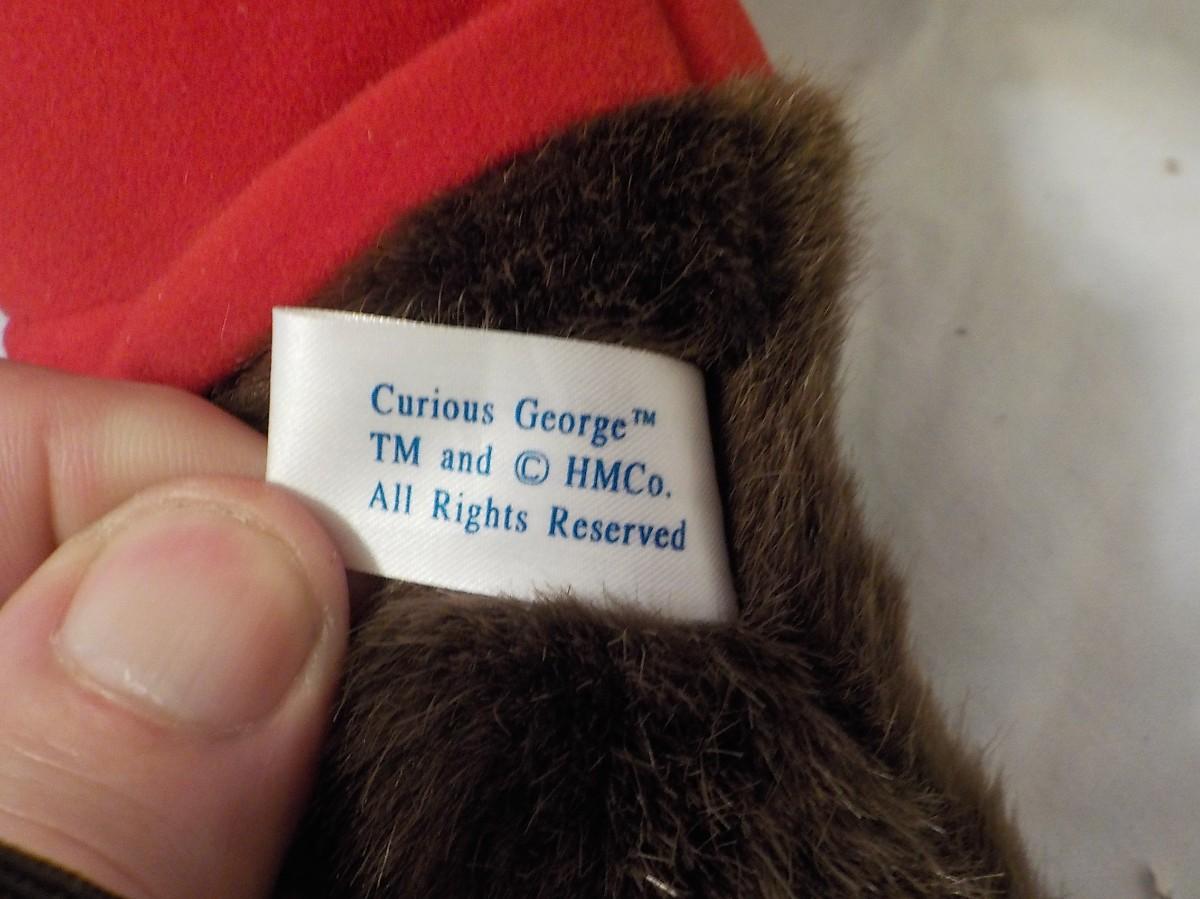 Curious George™
TM and © HMCo.
All Rights Reserved